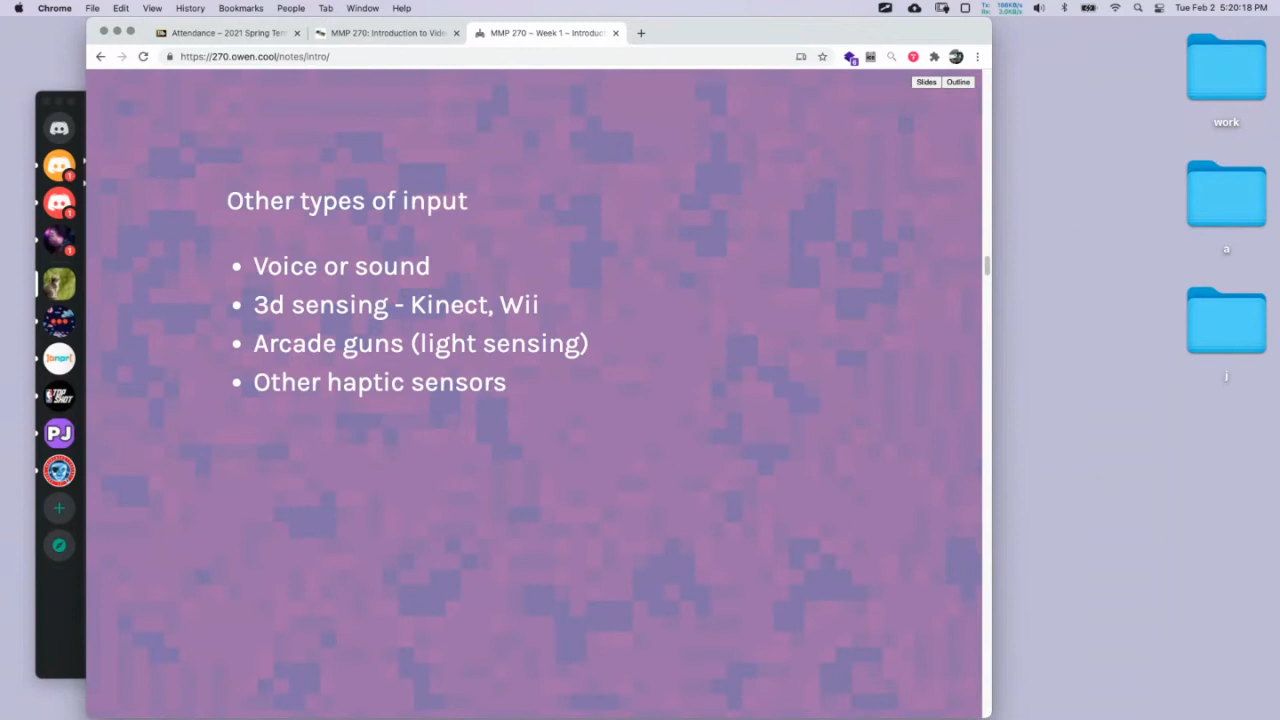 Chrome File Edit View History Bookmarks People Tab Window Help
Tue Feb 2 5:20:18 PM
Attendance – 2021 Spring Ter
MMP 270: Introduction to Vide
MMP 270 ~ Week 1 ~ Introduct
https://270.owen.cool/notes/intro/
Slides Outline
Other types of input
• Voice or sound
• 3d sensing - Kinect, Wii
• Arcade guns (light sensing)
• Other haptic sensors
TOP SHOT
PJ
work
a
j